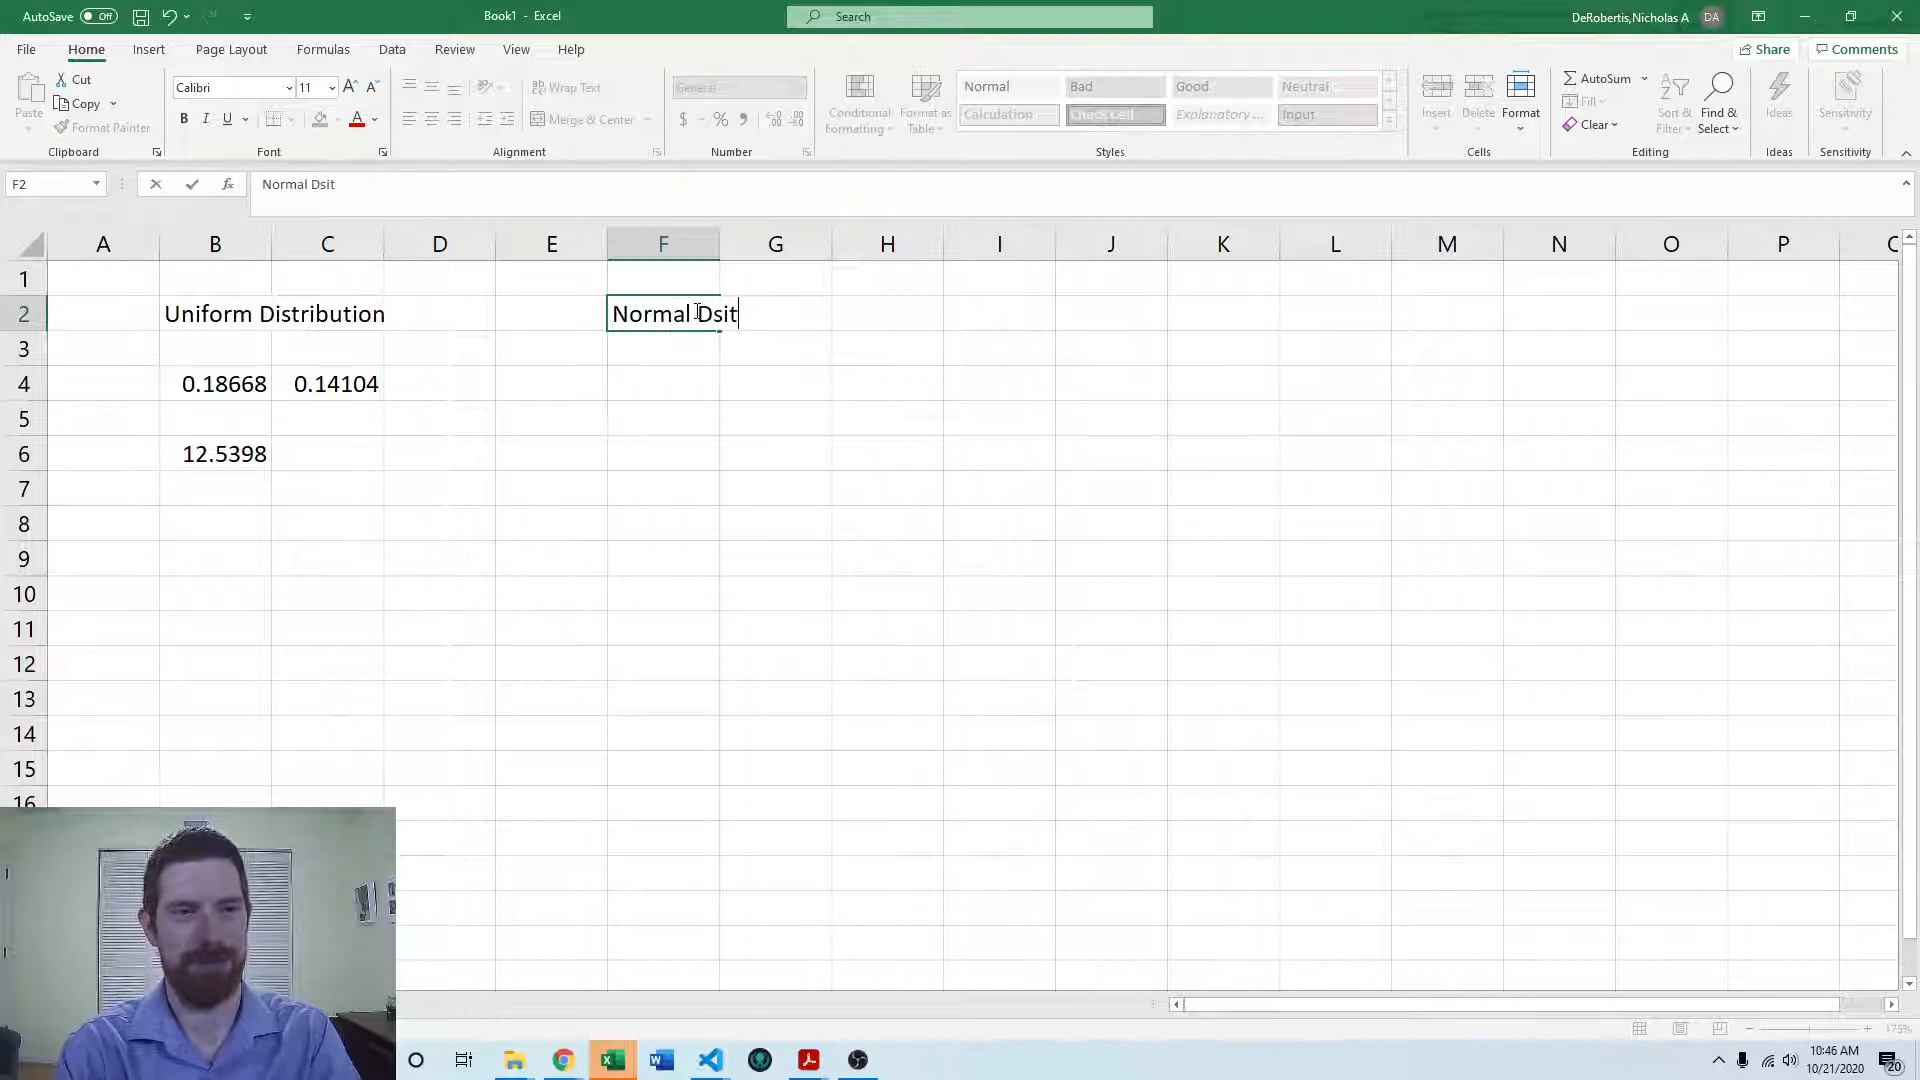 AutoSave Off Book1 - Excel Search DeRobertis,Nicholas A DA
File Home Insert Page Layout Formulas Data Review View Help Share Comments
Paste Cut Copy Format Painter Clipboard
Calibri 11 A A B I U A Font
Wrap Text Merge & Center Alignment
General $ % Number
Conditional Formatting Format as Table
Normal Bad Good Neutral
Calculation Check Cell Explanatory ... Input
Styles
Insert Delete Format Cells
AutoSum Fill Clear Sort & Filter Find & Select Editing
Ideas Ideas
Sensitivity Sensitivity
F2 fx Normal Dsit
A B C D E F G H I J K L M N O P
1
2 Uniform Distribution Normal Dsit
3
4 0.18668 0.14104
5
6 12.5398
7
8
9
10
11
12
13
14
15
16
175%
10:46 AM
10/21/2020
20